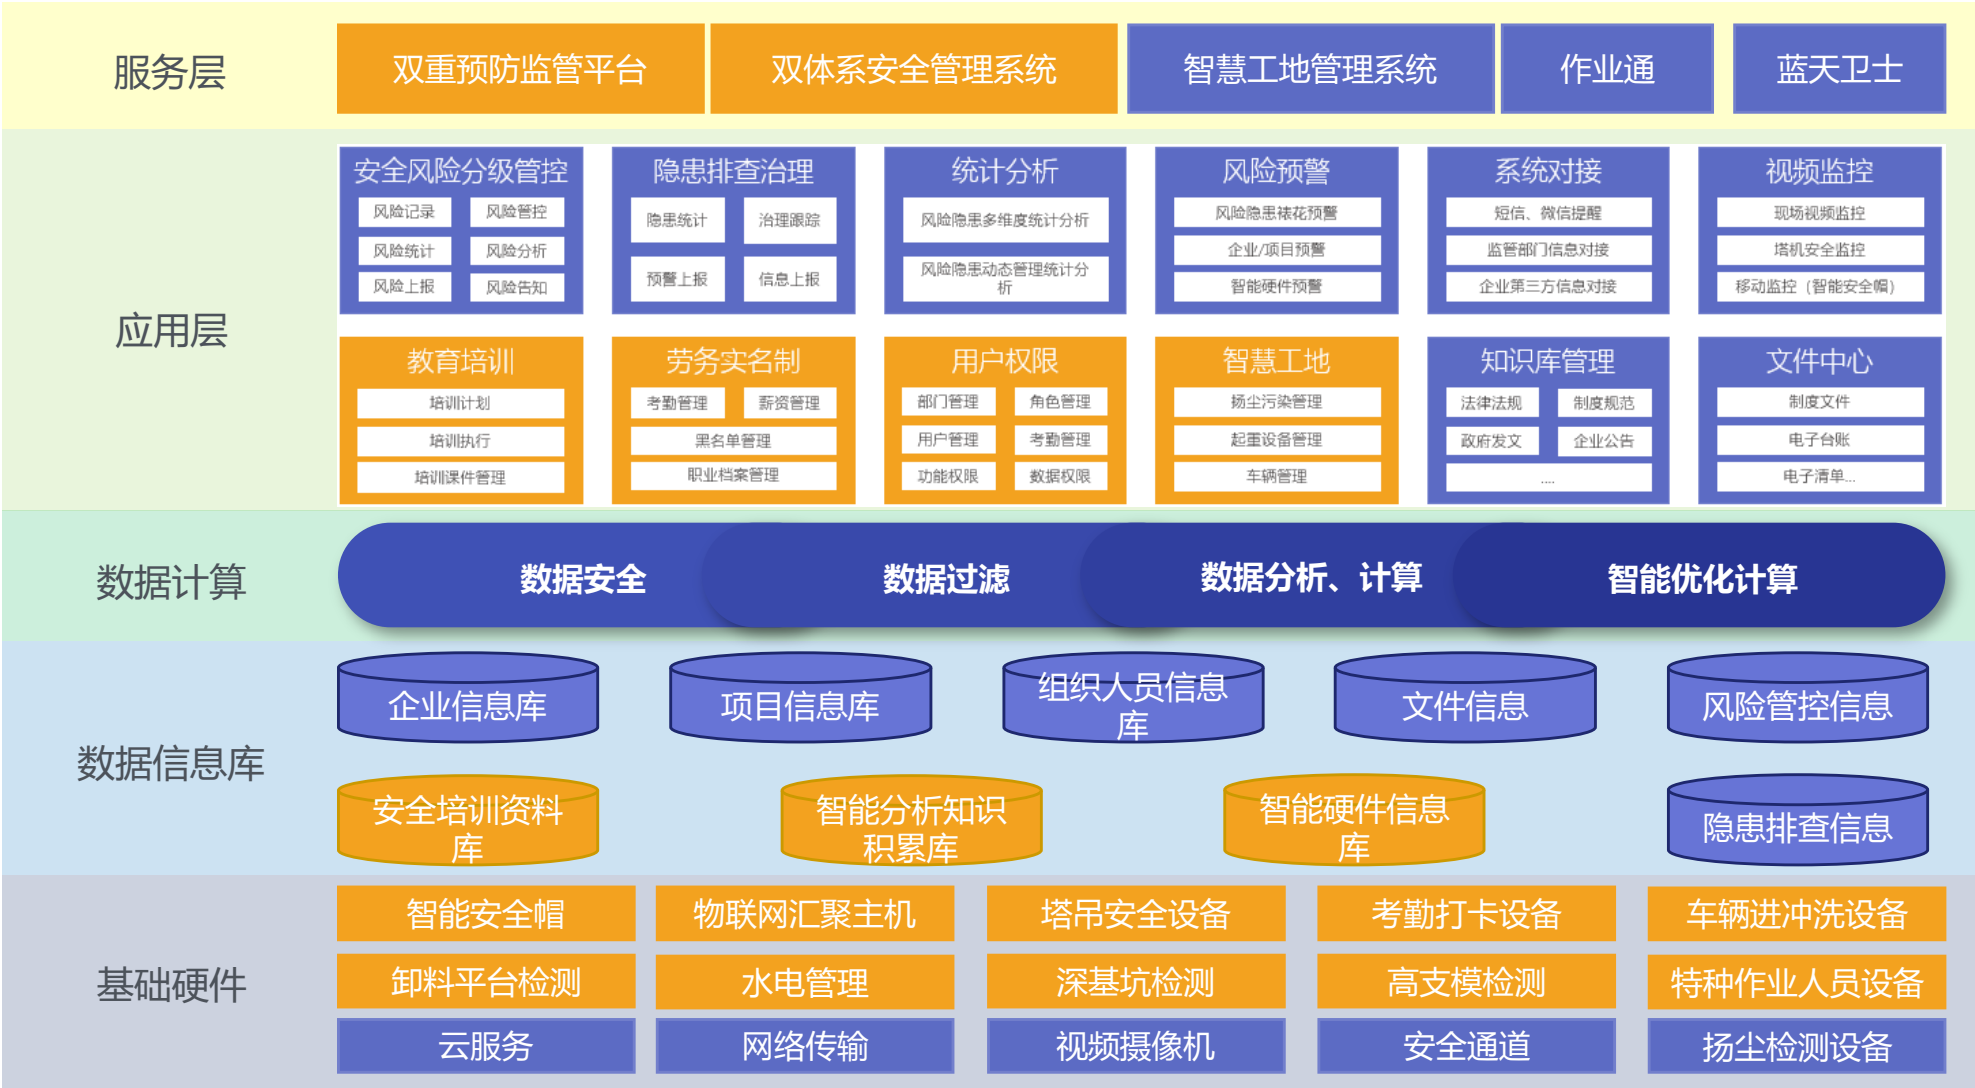 服务层
双重预防监管平台
双体系安全管理系统
智慧工地管理系统
作业通
蓝天卫士
应用层
安全风险分级管控
风险记录
风险管控
风险统计
风险分析
风险上报
风险告知
隐患排查治理
隐患统计
治理跟踪
预警上报
信息上报
统计分析
风险隐患多维度统计分析
风险隐患动态管理统计分
析
风险预警
风险隐患裱花预警
企业/项目预警
智能硬件预警
系统对接
短信、微信提醒
监管部门信息对接
企业第三方信息对接
视频监控
现场视频监控
塔机安全监控
移动监控（智能安全帽）
教育培训
培训计划
培训执行
培训课件管理
劳务实名制
考勤管理
薪资管理
黑名单管理
职业档案管理
用户权限
部门管理
角色管理
用户管理
考勤管理
功能权限
数据权限
智慧工地
扬尘污染管理
起重设备管理
车辆管理
知识库管理
法律法规
制度规范
政府发文
企业公告
....
文件中心
制度文件
电子台账
电子清单...
数据计算
数据安全
数据过滤
数据分析、计算
智能优化计算
数据信息库
企业信息库
项目信息库
组织人员信息
库
文件信息
风险管控信息
安全培训资料
库
智能分析知识
积累库
智能硬件信息
库
隐患排查信息
基础硬件
智能安全帽
物联网汇聚主机
塔吊安全设备
考勤打卡设备
车辆进冲洗设备
卸料平台检测
水电管理
深基坑检测
高支模检测
特种作业人员设备
云服务
网络传输
视频摄像机
安全通道
扬尘检测设备